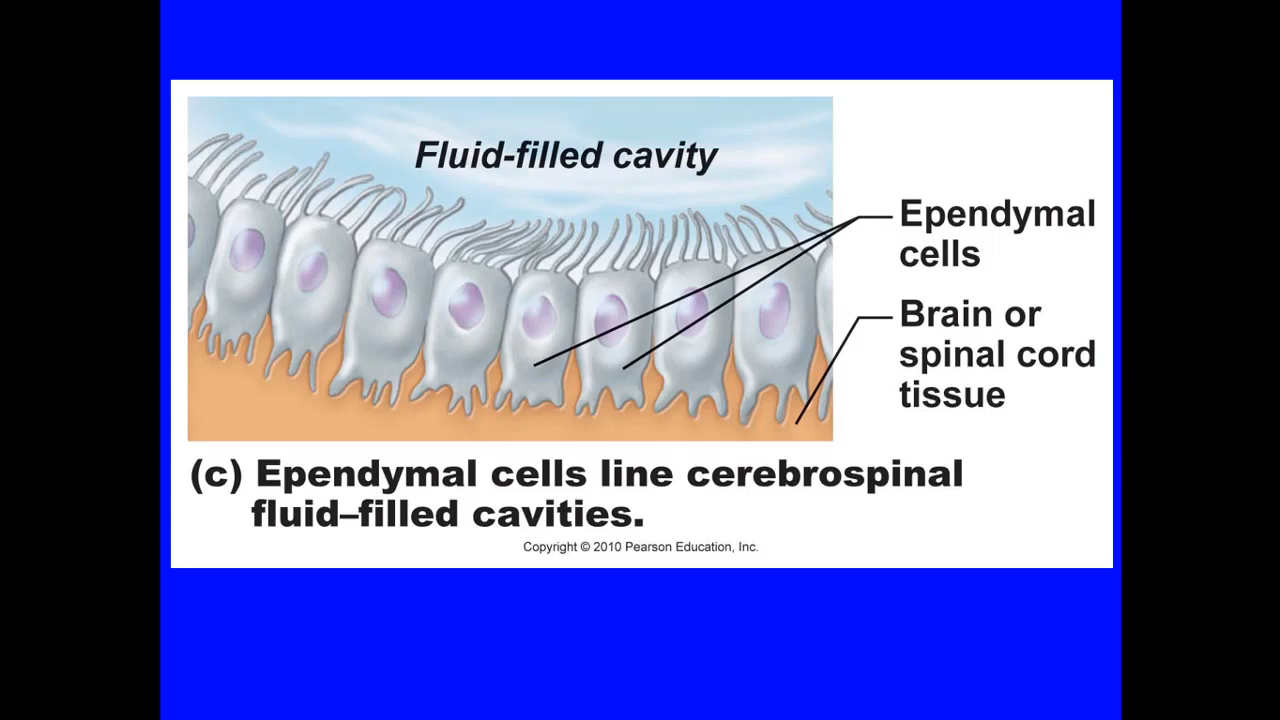 Fluid-filled cavity
Ependymal
cells
Brain or
spinal cord
tissue
(c) Ependymal cells line cerebrospinal
fluid–filled cavities.
Copyright © 2010 Pearson Education, Inc.